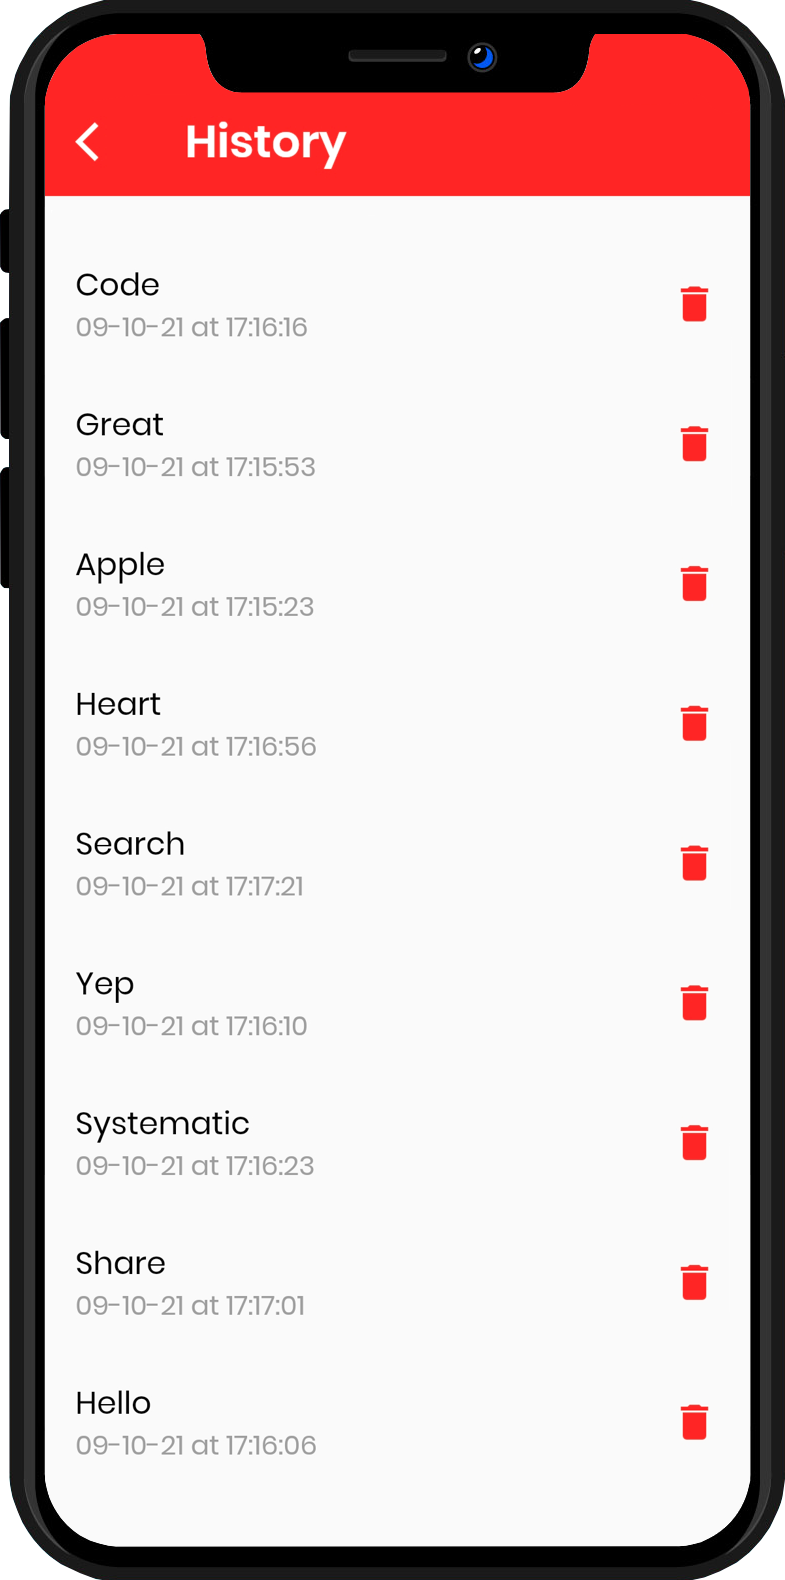 History
Code
09-10-21 at 17:16:16
Great
09-10-21 at 17:15:53
Apple
09-10-21 at 17:15:23
Heart
09-10-21 at 17:16:56
Search
09-10-21 at 17:17:21
Yep
09-10-21 at 17:16:10
Systematic
09-10-21 at 17:16:23
Share
09-10-21 at 17:17:01
Hello
09-10-21 at 17:16:06